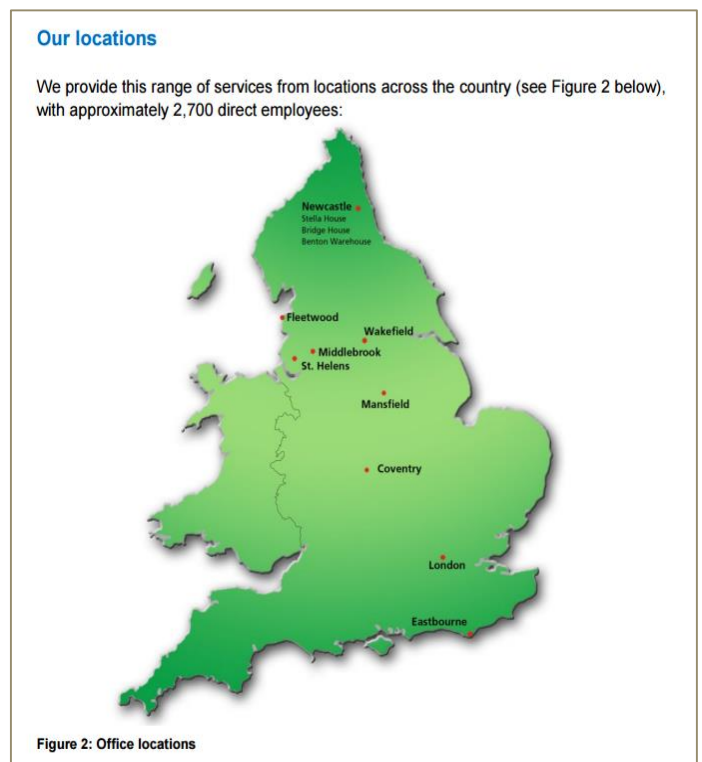 Our locations
We provide this range of services from locations across the country (see Figure 2 below),
with approximately 2,700 direct employees:
Newcastle
Stella House
Bridge House
Benton Warehouse
Fleetwood
Wakefield
Middlebrook
St. Helens
Mansfield
Coventry
London
Eastbourne
Figure 2: Office locations